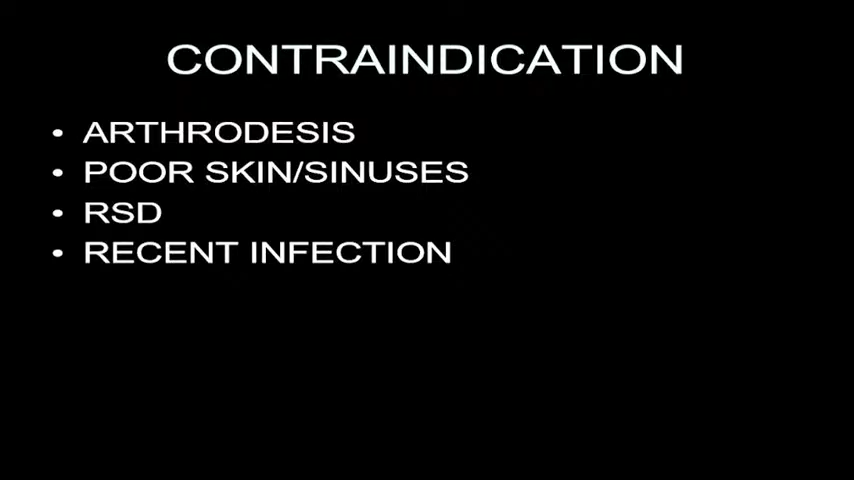 CONTRAINDICATION
• ARTHRODESIS
• POOR SKIN/SINUSES
• RSD
• RECENT INFECTION